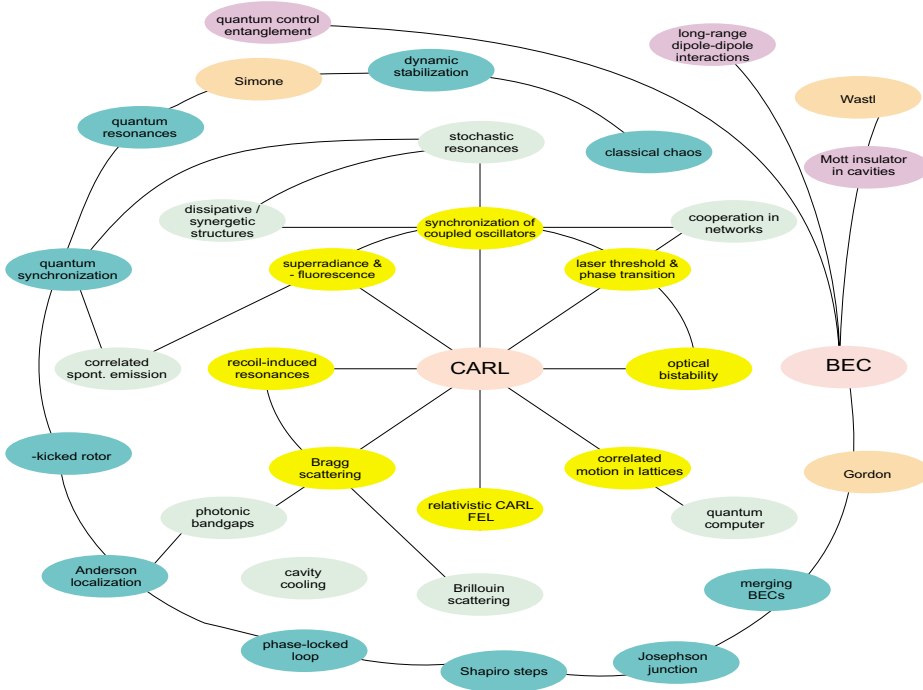 quantum control
entanglement
long-range
dipole-dipole
interactions
dynamic
stabilization
Simone
Wastl
quantum
resonances
stochastic
resonances
classical chaos
Mott insulator
in cavities
dissipative /
synergetic
structures
synchronization of
coupled oscillators
cooperation in
networks
quantum
synchronization
superradiance &
- fluorescence
laser threshold &
phase transition
correlated
spont. emission
recoil-induced
resonances
CARL
optical
bistability
BEC
-kicked rotor
Bragg
scattering
correlated
motion in lattices
Gordon
photonic
bandgaps
relativistic CARL
FEL
quantum
computer
Anderson
localization
cavity
cooling
Brillouin
scattering
merging
BECs
phase-locked
loop
Shapiro steps
Josephson
junction